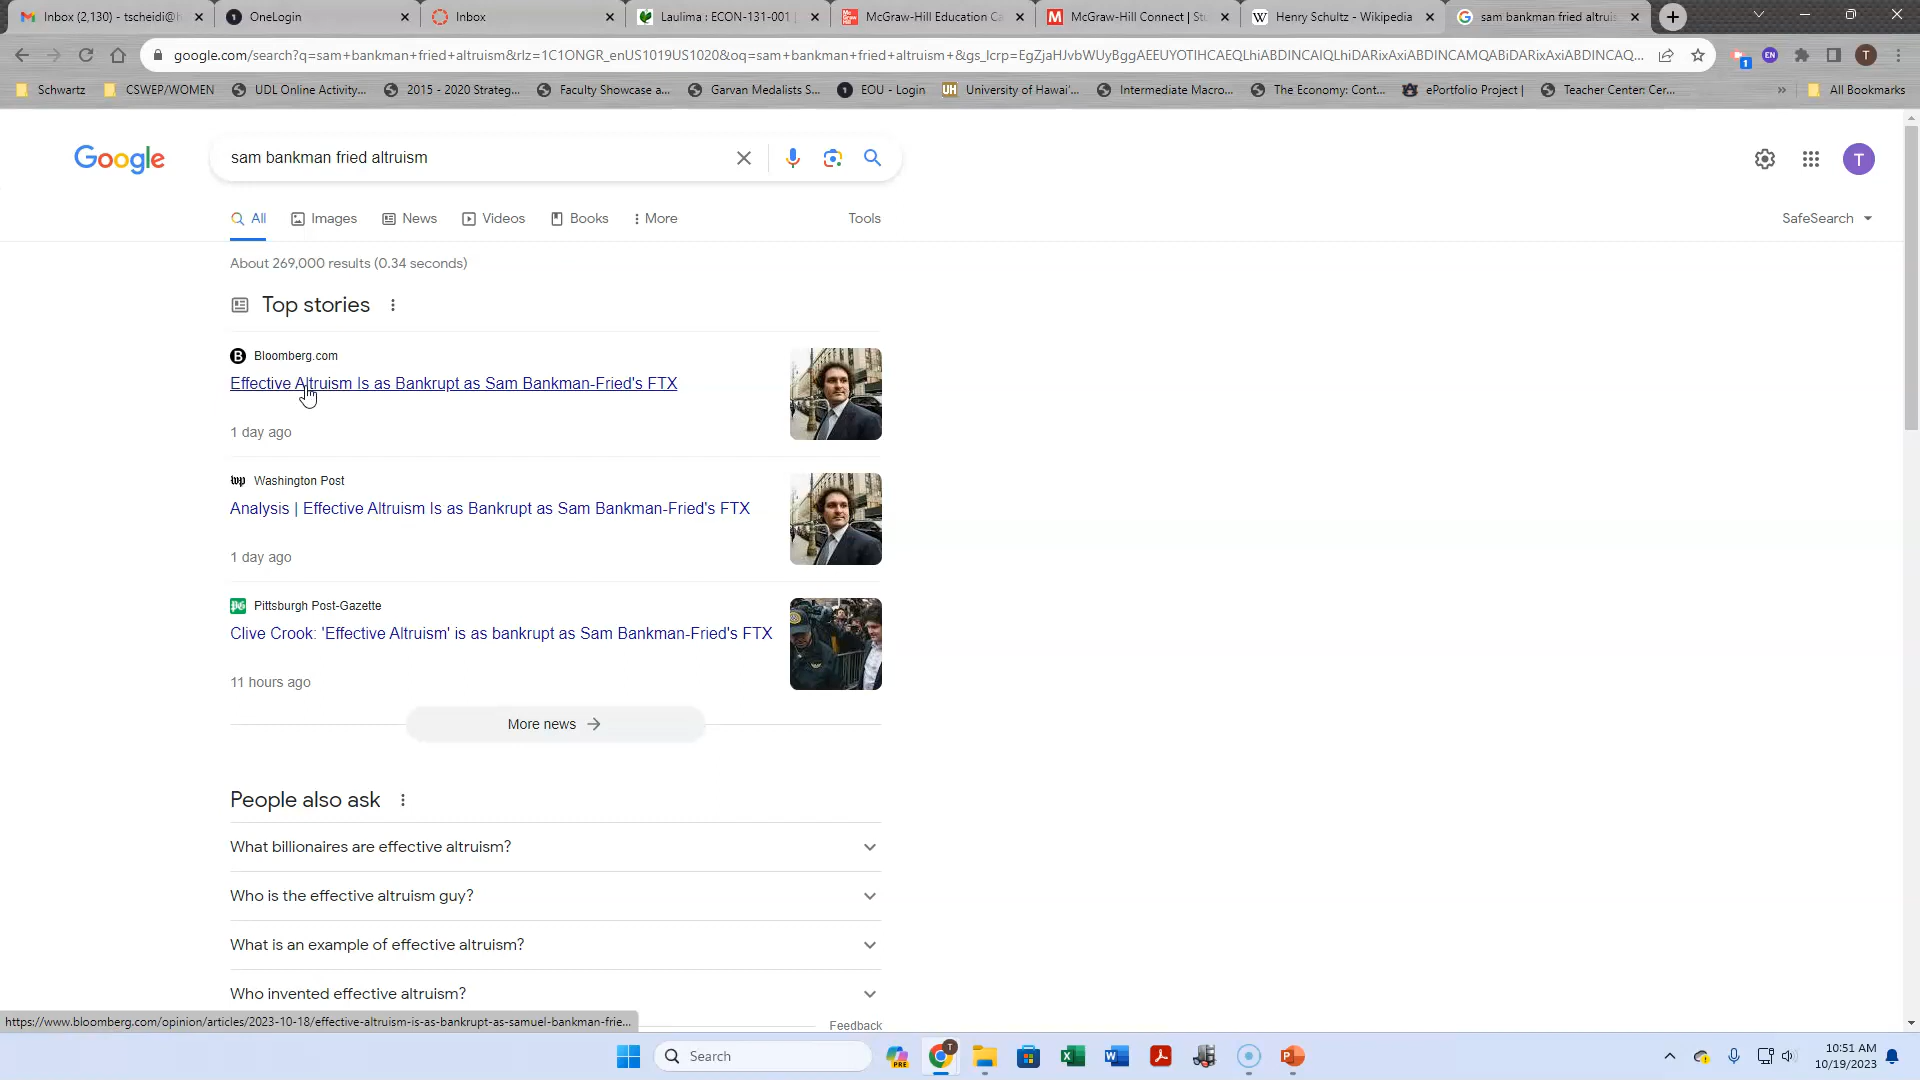 Inbox (2,130) - tscheidi@h
OneLogin
Inbox
Laulima : ECON-131-001
McGraw-Hill Education Ca
McGraw-Hill Connect | Stu
Henry Schultz - Wikipedia
sam bankman fried altruis
google.com/search?q=sam+bankman+fried+altruism&rlz=1C1ONGR_enUS1019US1020&oq=sam+bankman+fried+altruism+&gs_lcrp=EgZjaHJvbWUyBggAEEUYOTIHCAEQLhiABDINCAIQLhiDARixAxiABDINCAMQABiDARixAxiABDINCAQ...
Schwartz
CSWEP/WOMEN
UDL Online Activity...
2015 - 2020 Strateg...
Faculty Showcase a...
Garvan Medalists S...
EOU - Login
University of Hawai'...
Intermediate Macro...
The Economy: Cont...
ePortfolio Project |
Teacher Center: Cer...
All Bookmarks
Google
sam bankman fried altruism
T
All
Images
News
Videos
Books
More
Tools
SafeSearch
About 269,000 results (0.34 seconds)
Top stories
Bloomberg.com
Effective Altruism Is as Bankrupt as Sam Bankman-Fried's FTX
1 day ago
Washington Post
Analysis | Effective Altruism Is as Bankrupt as Sam Bankman-Fried's FTX
1 day ago
Pittsburgh Post-Gazette
Clive Crook: 'Effective Altruism' is as bankrupt as Sam Bankman-Fried's FTX
11 hours ago
More news
People also ask
What billionaires are effective altruism?
Who is the effective altruism guy?
What is an example of effective altruism?
Who invented effective altruism?
https://www.bloomberg.com/opinion/articles/2023-10-18/effective-altruism-is-as-bankrupt-as-samuel-bankman-frie...
Feedback
Search
10:51 AM
10/19/2023